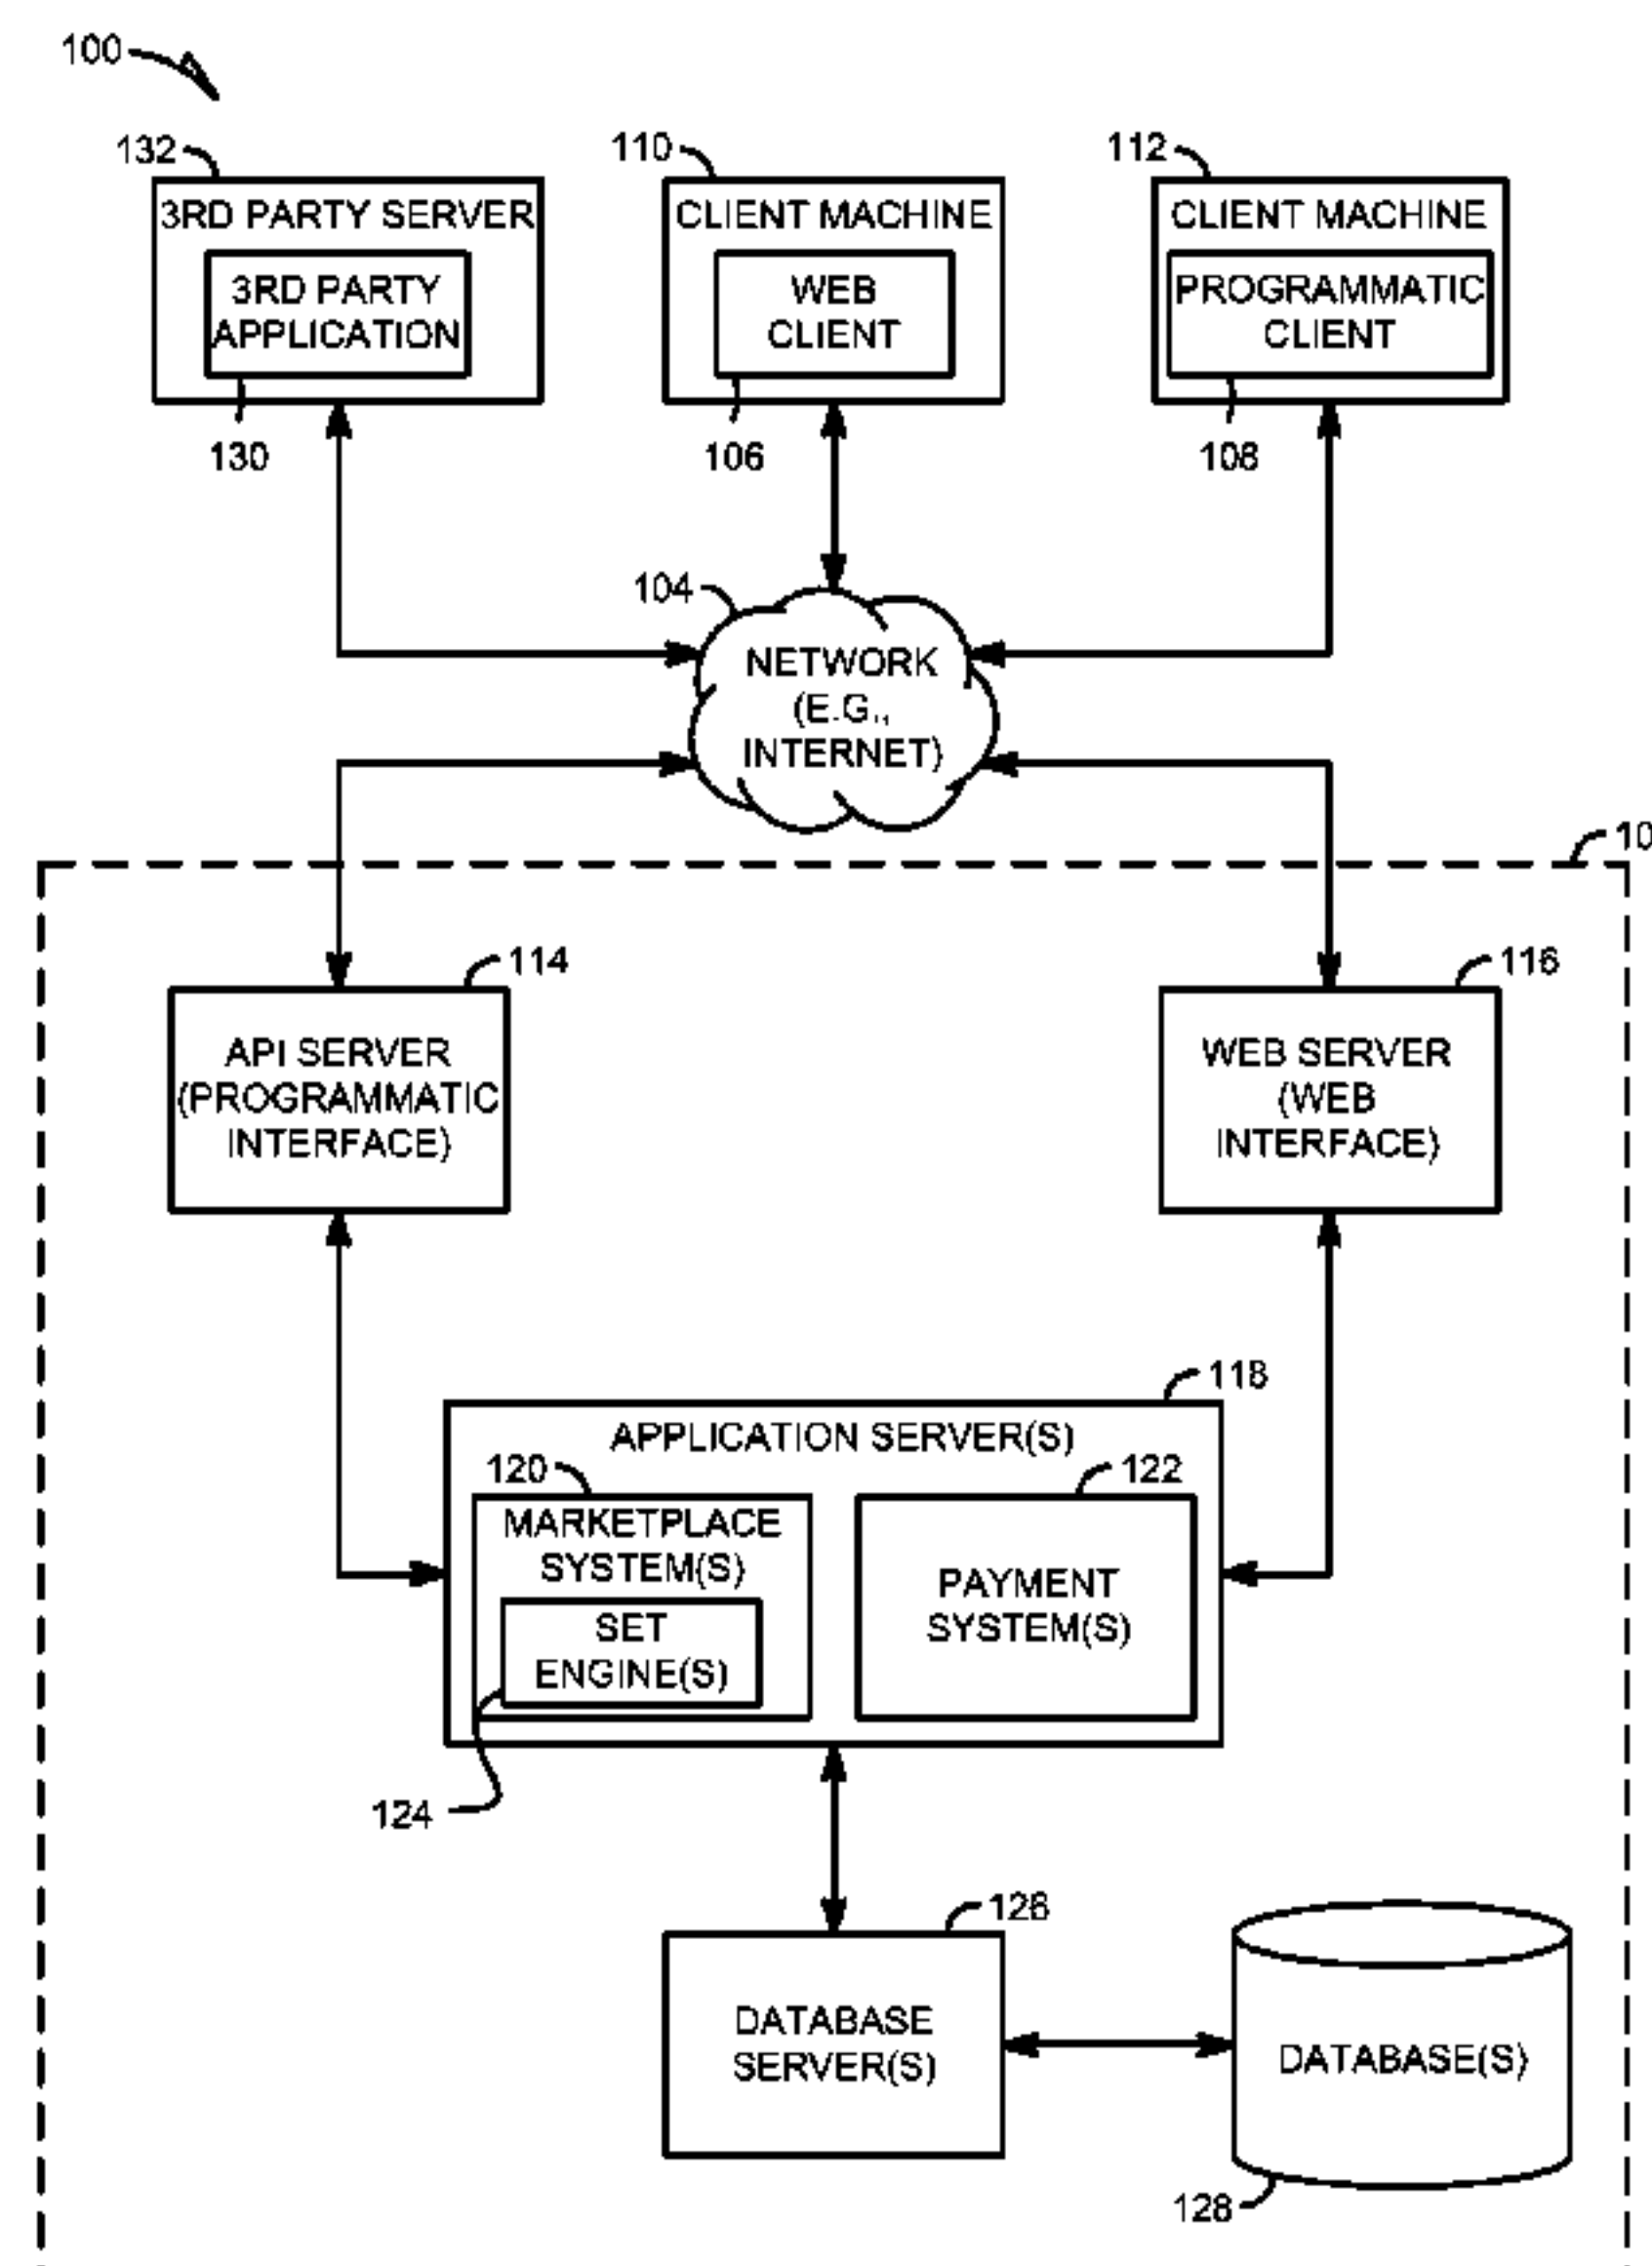 100
132
110
112
3RD PARTY SERVER
CLIENT MACHINE
CLIENT MACHINE
3RD PARTY
APPLICATION
WEB
CLIENT
PROGRAMMATIC
CLIENT
130
106
108
104
NETWORK
(E.G.,
INTERNET)
10
114
116
API SERVER
(PROGRAMMATIC
INTERFACE)
WEB SERVER
(WEB
INTERFACE)
118
APPLICATION SERVER(S)
120
122
MARKETPLACE
SYSTEM(S)
SET
ENGINE(S)
PAYMENT
SYSTEM(S)
124
126
DATABASE
SERVER(S)
DATABASE(S)
128